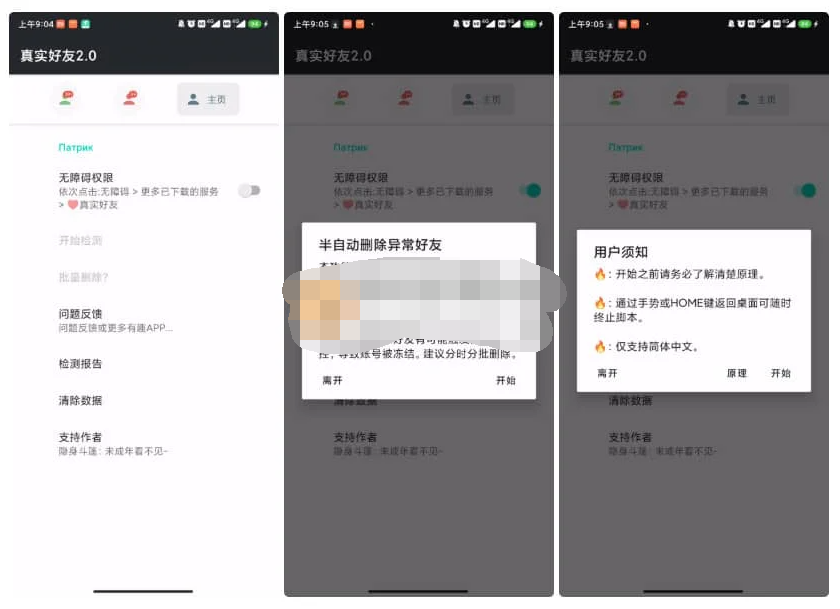 上午9:04
真实好友2.0
主页
Патрик
无障碍权限
依次点击:无障碍 > 更多已下载的服务
> ❤️真实好友
开始检测
批量删除?
问题反馈
问题反馈或更多有趣APP...
检测报告
清除数据
支持作者
隐身斗篷: 未成年看不见~
上午9:05
真实好友2.0
主页
Патрик
无障碍权限
依次点击:无障碍 > 更多已下载的服务
> ❤️真实好友
半自动删除异常好友
控, 导致账号被冻结。建议分时分批删除。
离开
开始
清除数据
支持作者
隐身斗篷: 未成年看不见~
上午9:05
真实好友2.0
主页
Патрик
无障碍权限
依次点击:无障碍 > 更多已下载的服务
> ❤️真实好友
用户须知
🔥: 开始之前请务必了解清楚原理。
🔥: 通过手势或HOME键返回桌面可随时
终止脚本。
🔥: 仅支持简体中文。
离开
原理
开始
清除数据
支持作者
隐身斗篷: 未成年看不见~